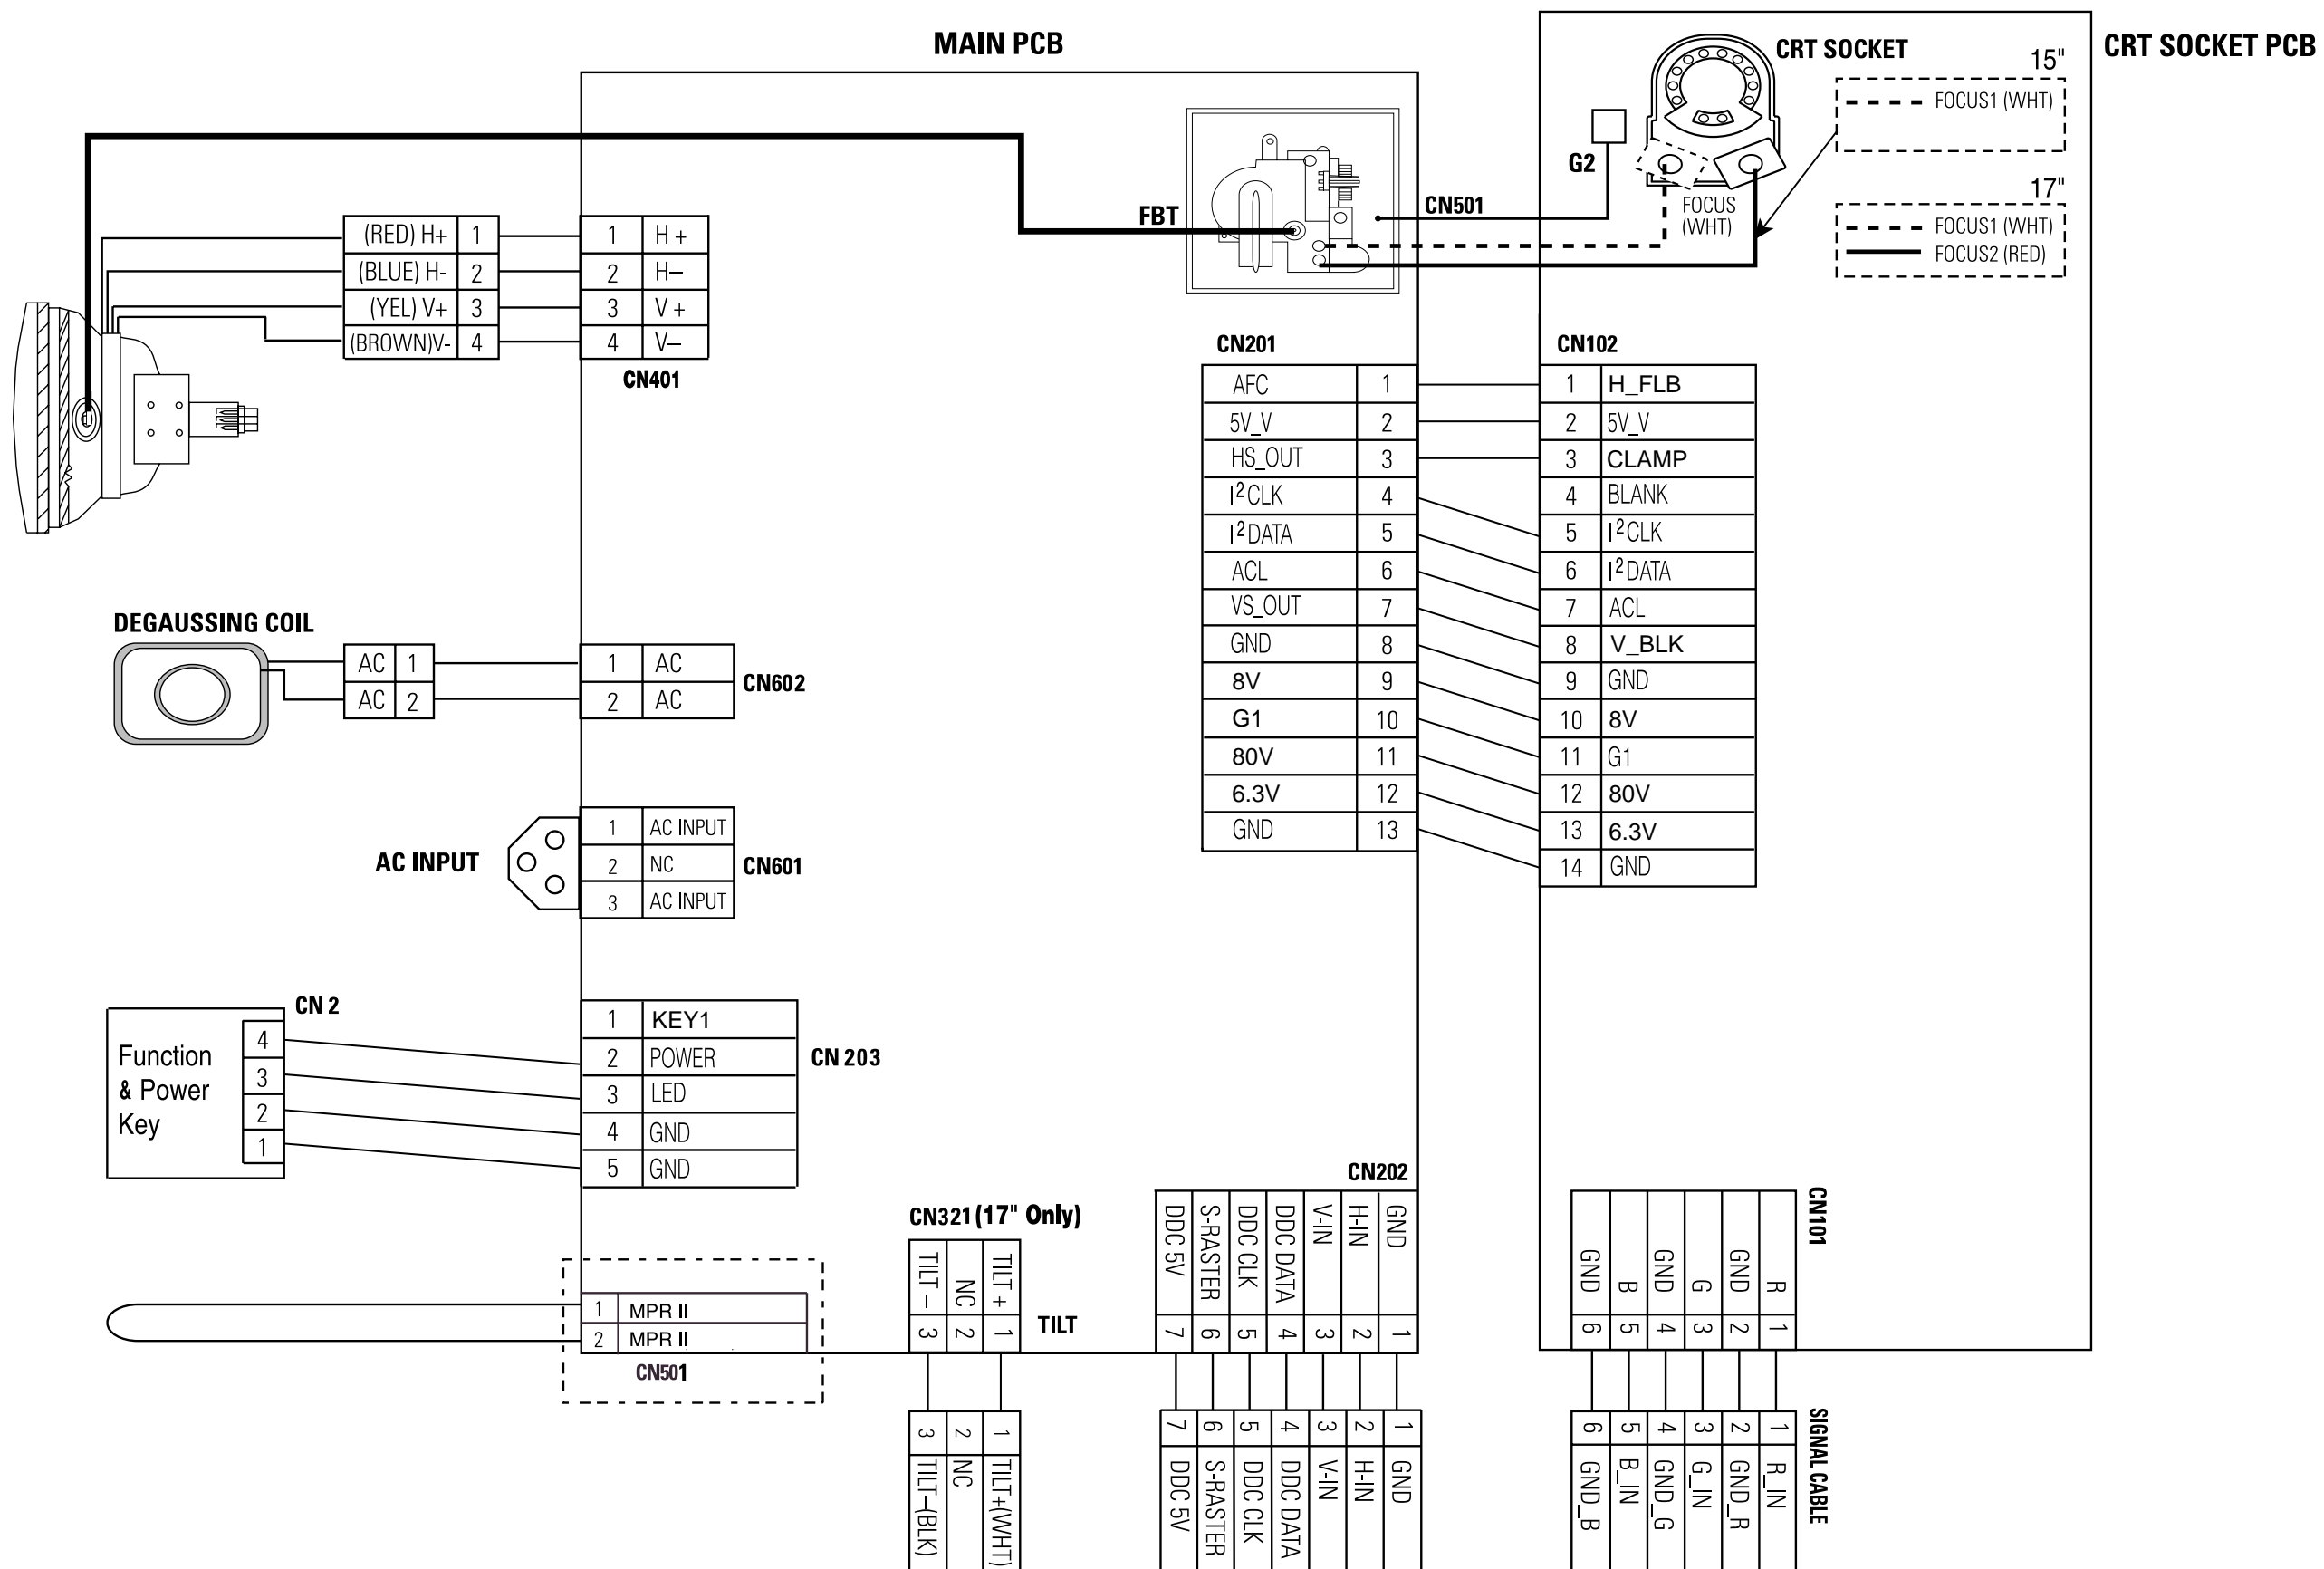 MAIN PCB
CRT SOCKET PCB
CRT SOCKET
15"
FOCUS1 (WHT)
17"
FOCUS1 (WHT)
FOCUS2 (RED)
G2
FOCUS
(WHT)
FBT
CN501
(RED) H+ 1
(BLUE) H- 2
(YEL) V+ 3
(BROWN)V- 4
1 H +
2 H–
3 V +
4 V–
CN401
CN201
AFC 1
5V_V 2
HS_OUT 3
I²CLK 4
I²DATA 5
ACL 6
VS_OUT 7
GND 8
8V 9
G1 10
80V 11
6.3V 12
GND 13
CN102
1 H_FLB
2 5V_V
3 CLAMP
4 BLANK
5 I²CLK
6 I²DATA
7 ACL
8 V_BLK
9 GND
10 8V
11 G1
12 80V
13 6.3V
14 GND
DEGAUSSING COIL
AC 1
AC 2
1 AC
2 AC
CN602
AC INPUT
1 AC INPUT
2 NC
3 AC INPUT
CN601
CN 2
Function
& Power
Key
4
3
2
1
1 KEY1
2 POWER
3 LED
4 GND
5 GND
CN 203
1 MPR II
2 MPR II
CN501
CN321 (17" Only)
TILT –
NC
TILT +
3 2 1
TILT
3 2 1
TILT–(BLK)
NC
TILT+(WHT)
CN202
DDC 5V
S-RASTER
DDC CLK
DDC DATA
V-IN
H-IN
GND
7 6 5 4 3 2 1
7 6 5 4 3 2 1
DDC 5V
S-RASTER
DDC CLK
DDC DATA
V-IN
H-IN
GND
CN101
GND
B
GND
G
GND
R
6 5 4 3 2 1
SIGNAL CABLE
6 5 4 3 2 1
GND_B
B_IN
GND_G
G_IN
GND_R
R_IN